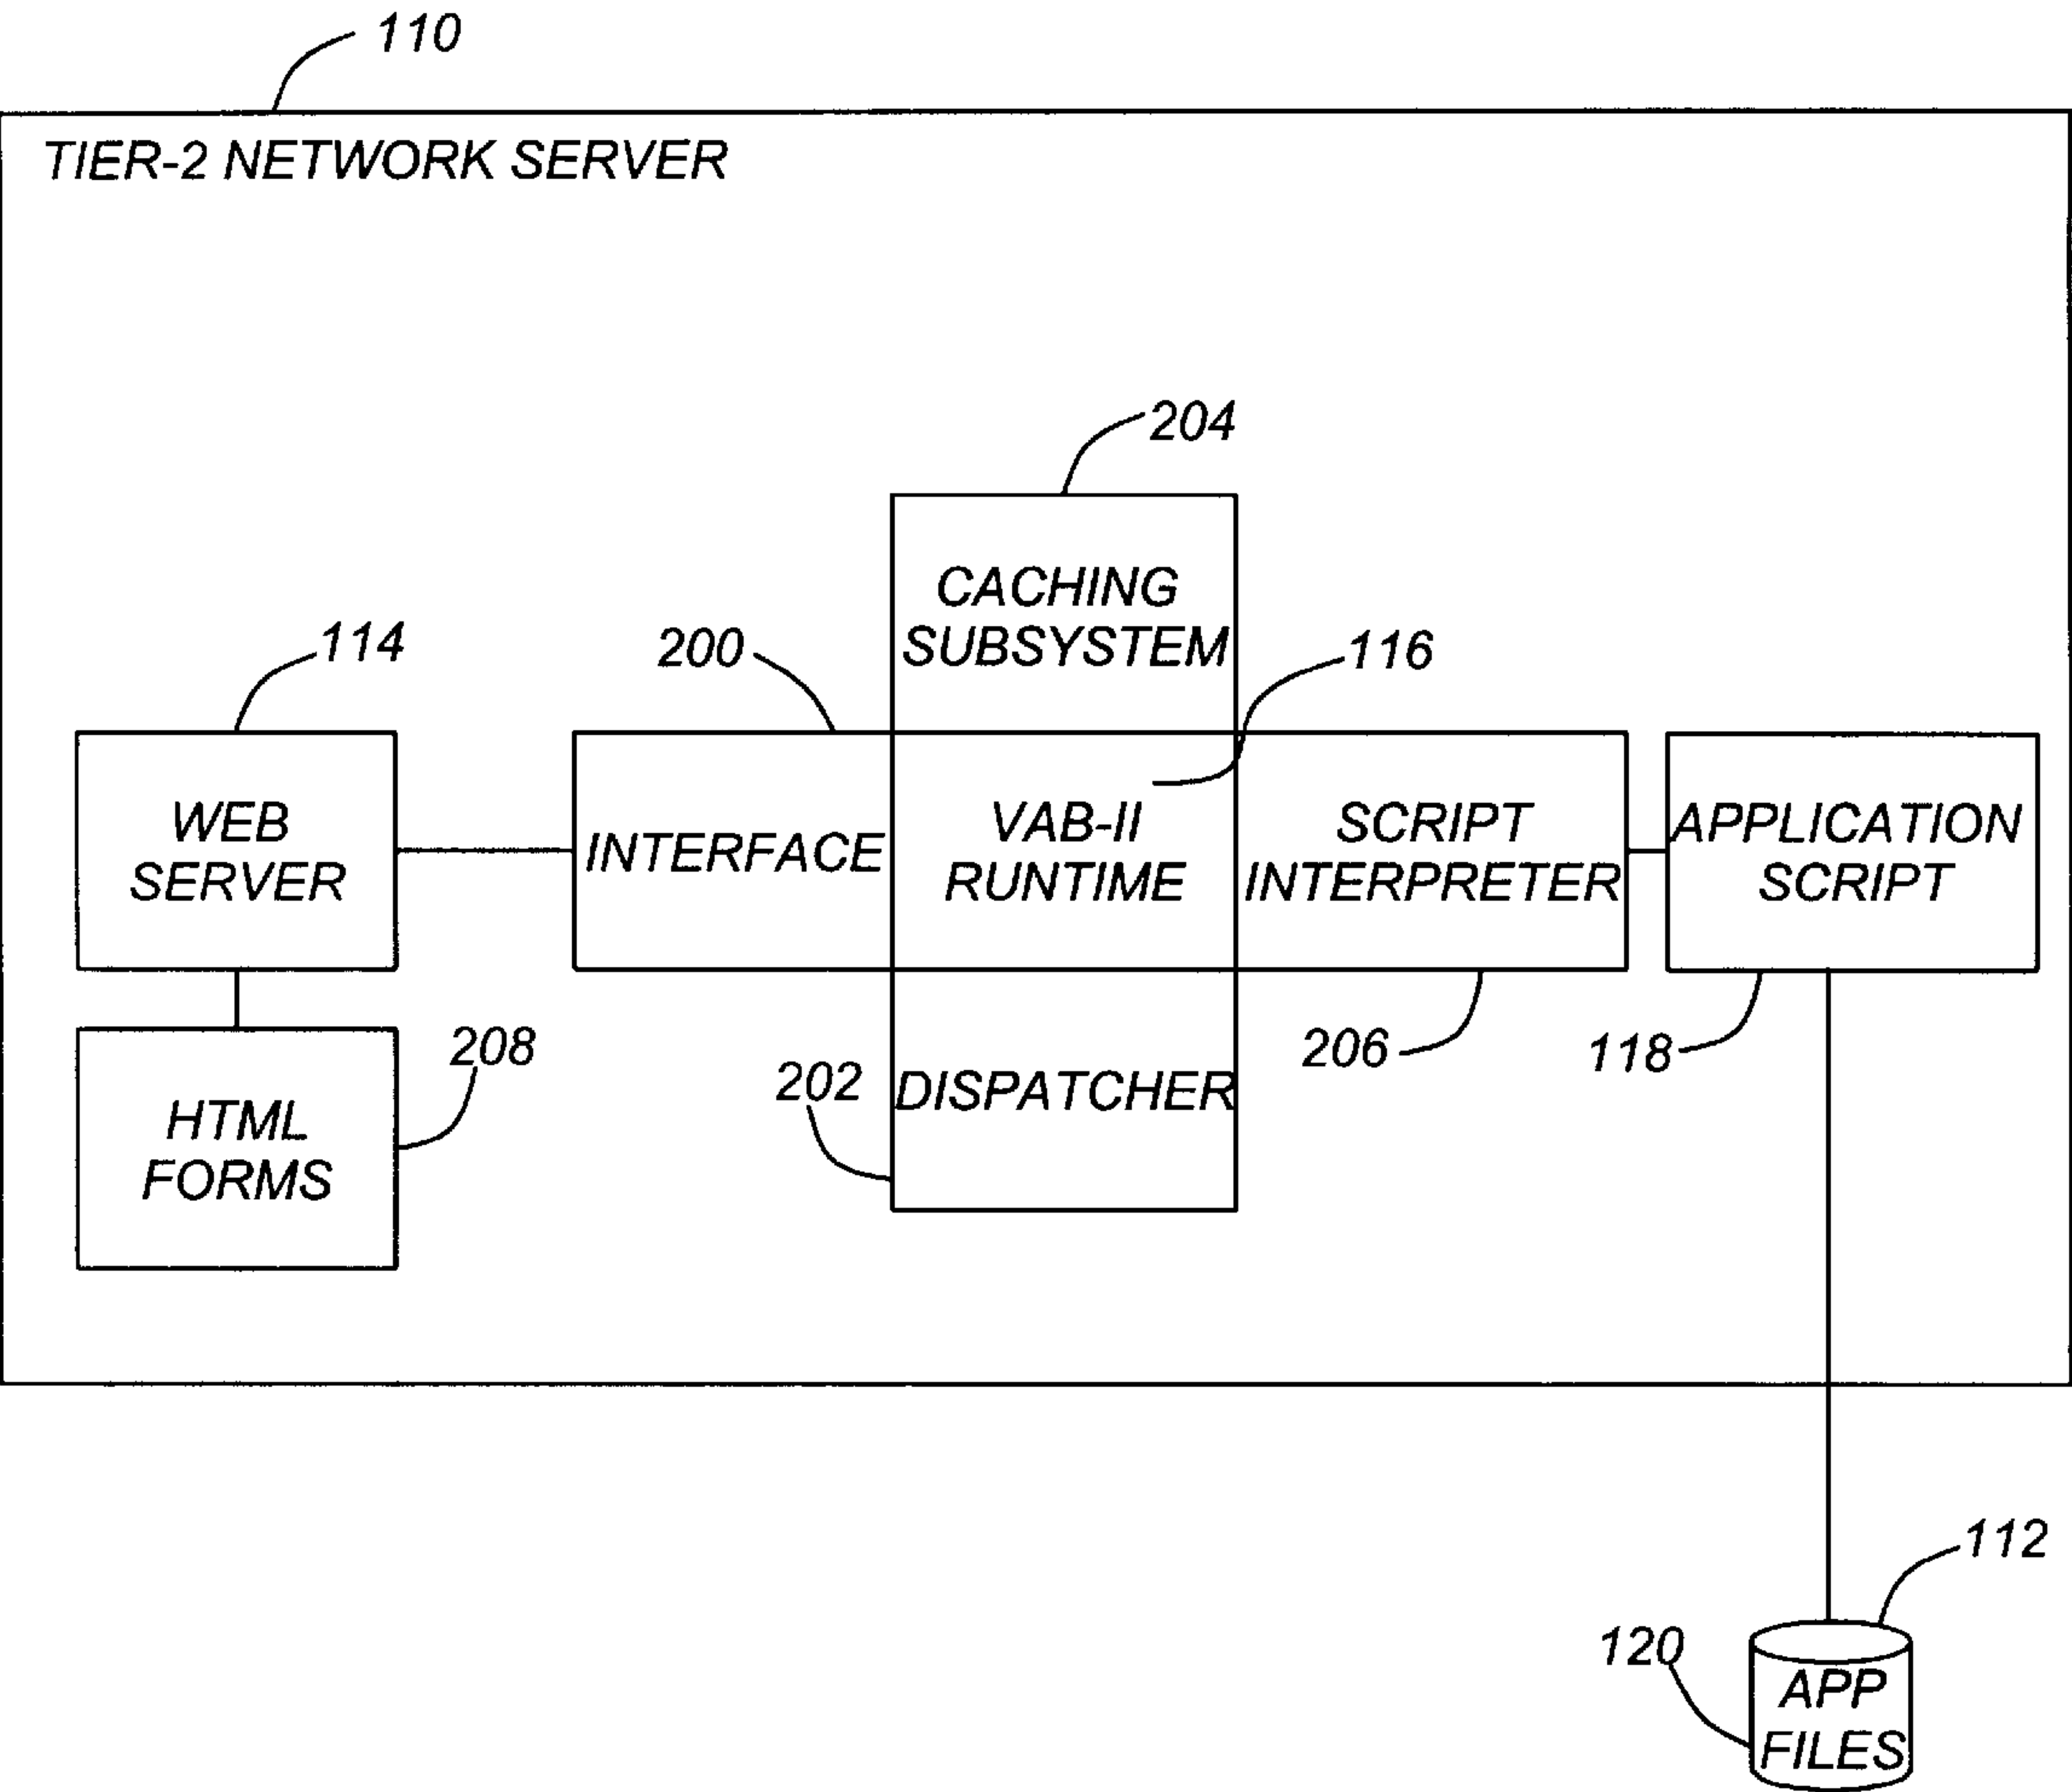 110
TIER-2 NETWORK SERVER
204
CACHING
SUBSYSTEM
114
200
116
WEB
SERVER
INTERFACE
VAB-II
RUNTIME
SCRIPT
INTERPRETER
APPLICATION
SCRIPT
208
202
206
118
HTML
FORMS
DISPATCHER
112
120
APP
FILES